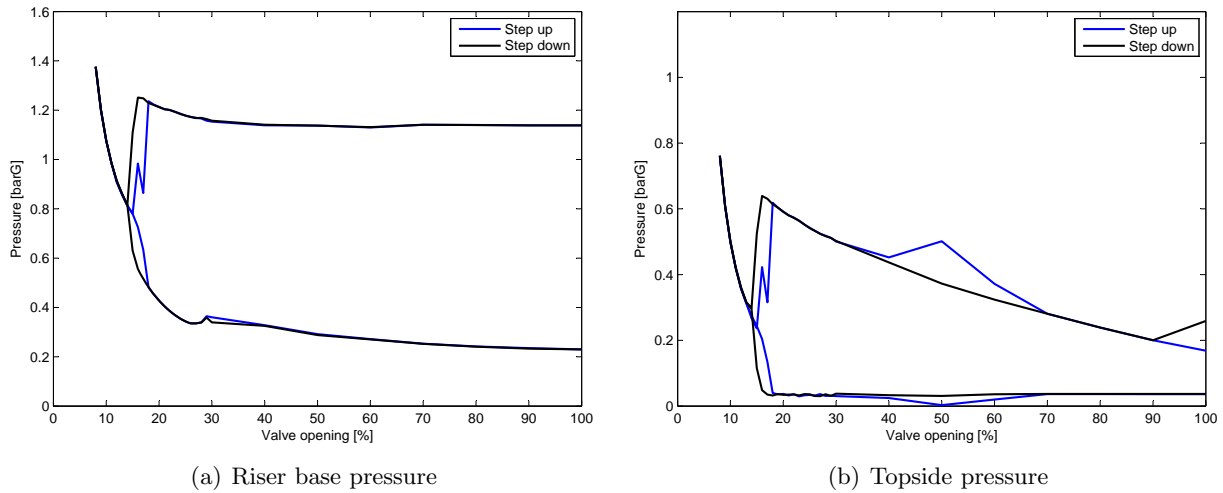 1.6
1.4
1.2
1
0.8
0.6
0.4
0.2
0
Pressure [barG]
Step up
Step down
0 10 20 30 40 50 60 70 80 90 100
Valve opening [%]
(a) Riser base pressure
1
0.8
0.6
0.4
0.2
0
Pressure [barG]
Step up
Step down
0 10 20 30 40 50 60 70 80 90 100
Valve opening [%]
(b) Topside pressure